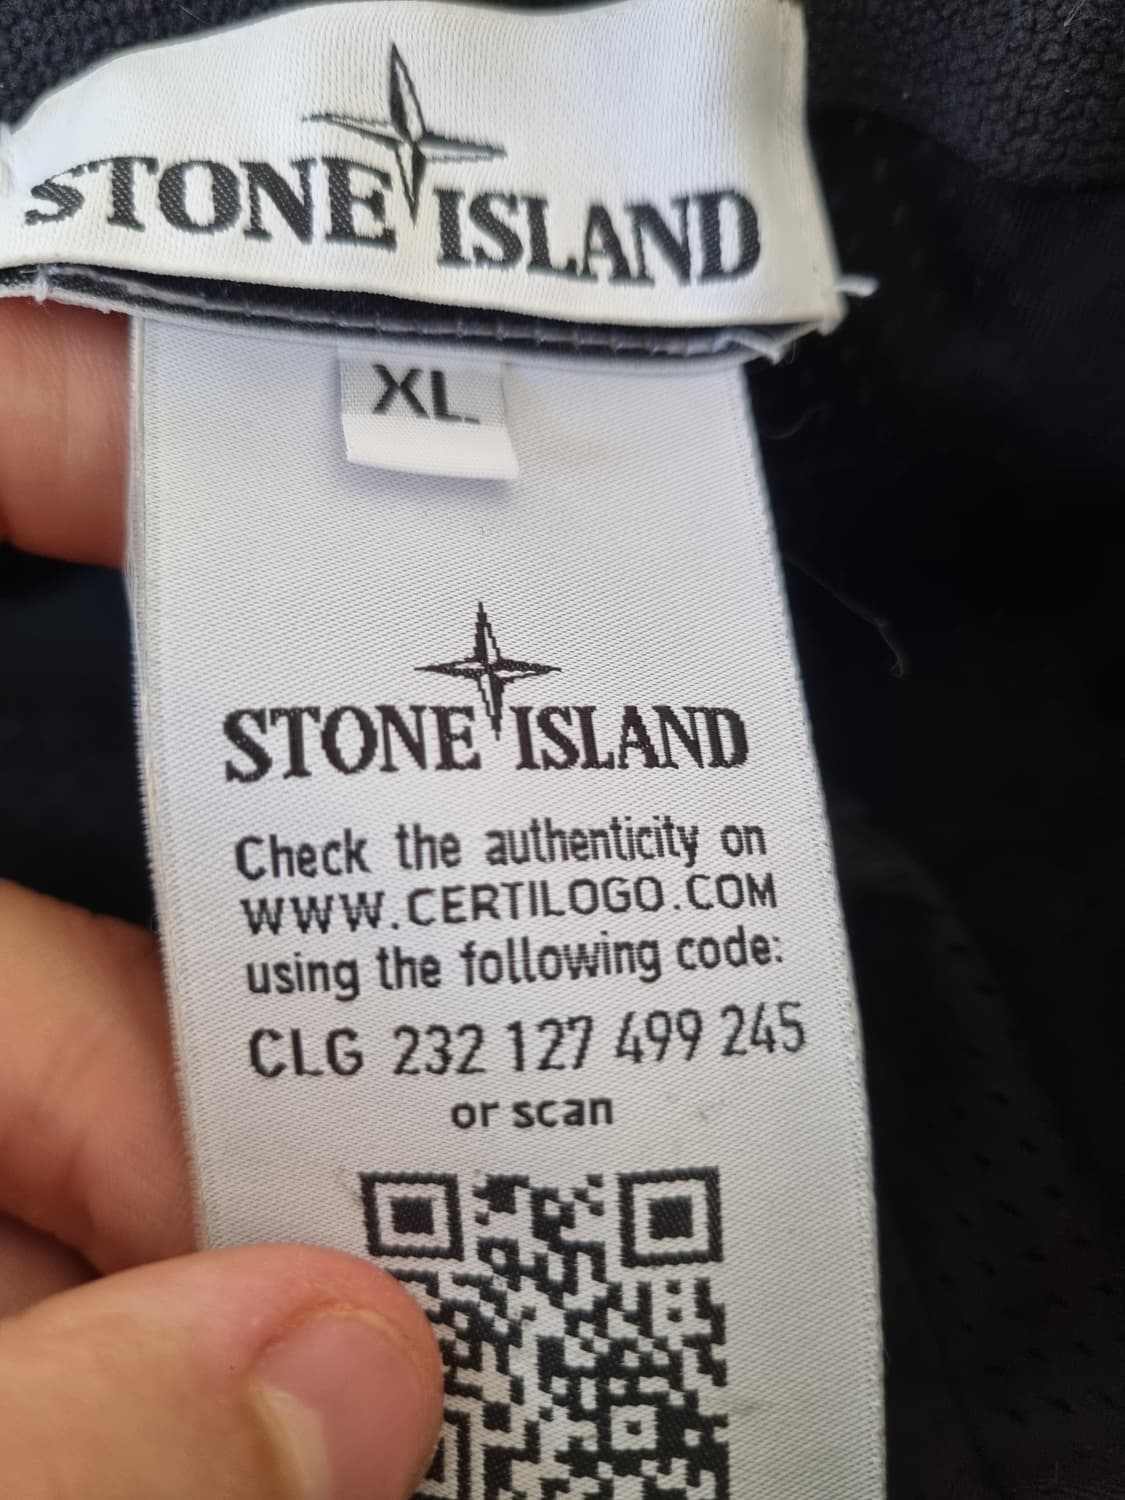 STONE ISLAND
XL
STONE ISLAND
Check the authenticity on
WWW.CERTILOGO.COM
using the following code:
CLG 232 127 499 245
or scan